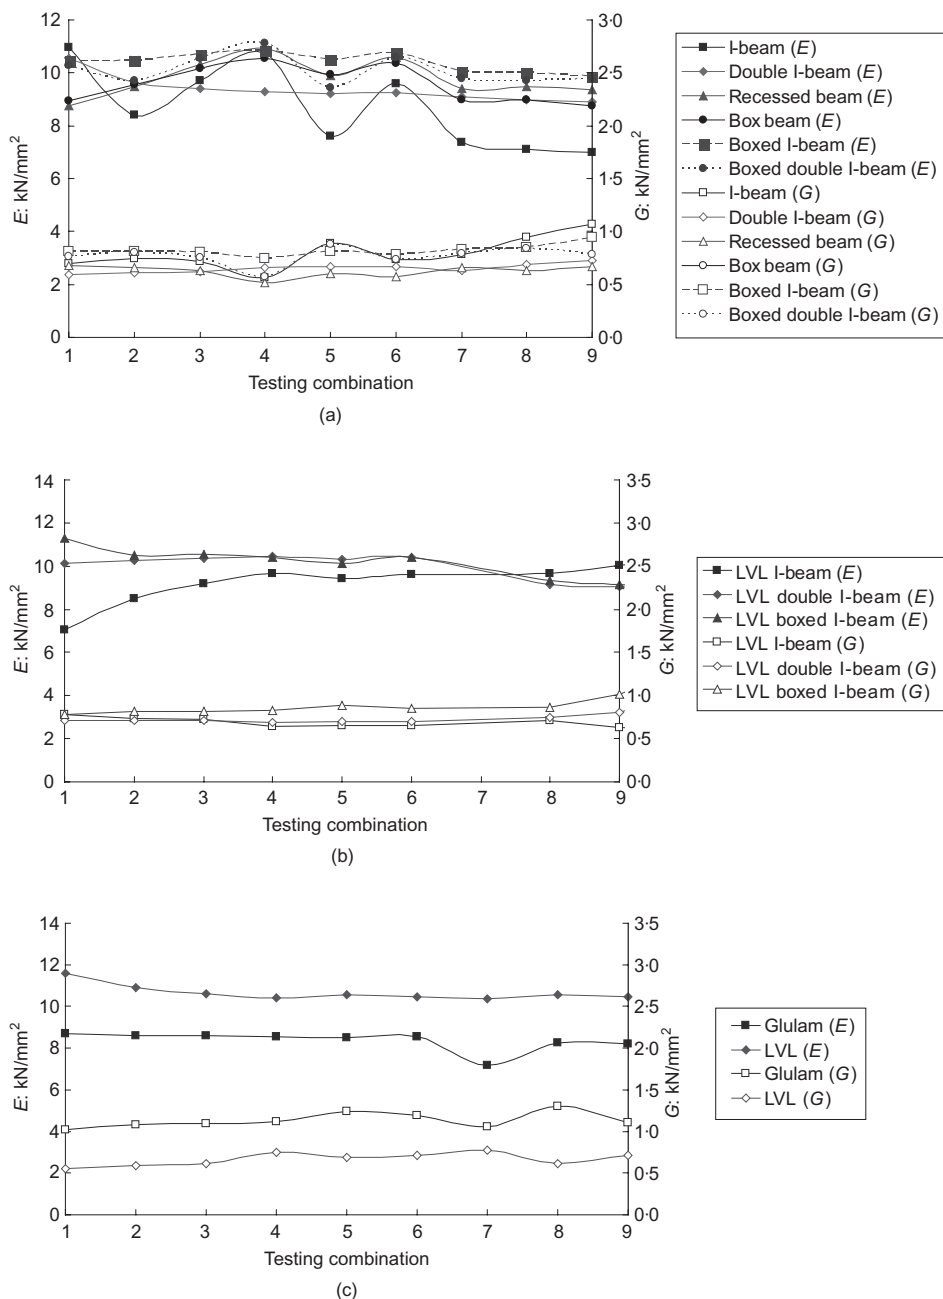 12
10
8
6
4
2
0
E: kN/mm²
3·0
2·5
2·0
1·5
1·0
0·5
0·0
G: kN/mm²
1 2 3 4 5 6 7 8 9
Testing combination
(a)
I-beam (E)
Double I-beam (E)
Recessed beam (E)
Box beam (E)
Boxed I-beam (E)
Boxed double I-beam (E)
I-beam (G)
Double I-beam (G)
Recessed beam (G)
Box beam (G)
Boxed I-beam (G)
Boxed double I-beam (G)
14
12
10
8
6
4
2
0
E: kN/mm²
3·5
3·0
2·5
2·0
1·5
1·0
0·5
0·0
G: kN/mm²
1 2 3 4 5 6 7 8 9
Testing combination
(b)
LVL I-beam (E)
LVL double I-beam (E)
LVL boxed I-beam (E)
LVL I-beam (G)
LVL double I-beam (G)
LVL boxed I-beam (G)
14
12
10
8
6
4
2
0
E: kN/mm²
3·5
3·0
2·5
2·0
1·5
1·0
0·5
0·0
G: kN/mm²
1 2 3 4 5 6 7 8 9
Testing combination
(c)
Glulam (E)
LVL (E)
Glulam (G)
LVL (G)